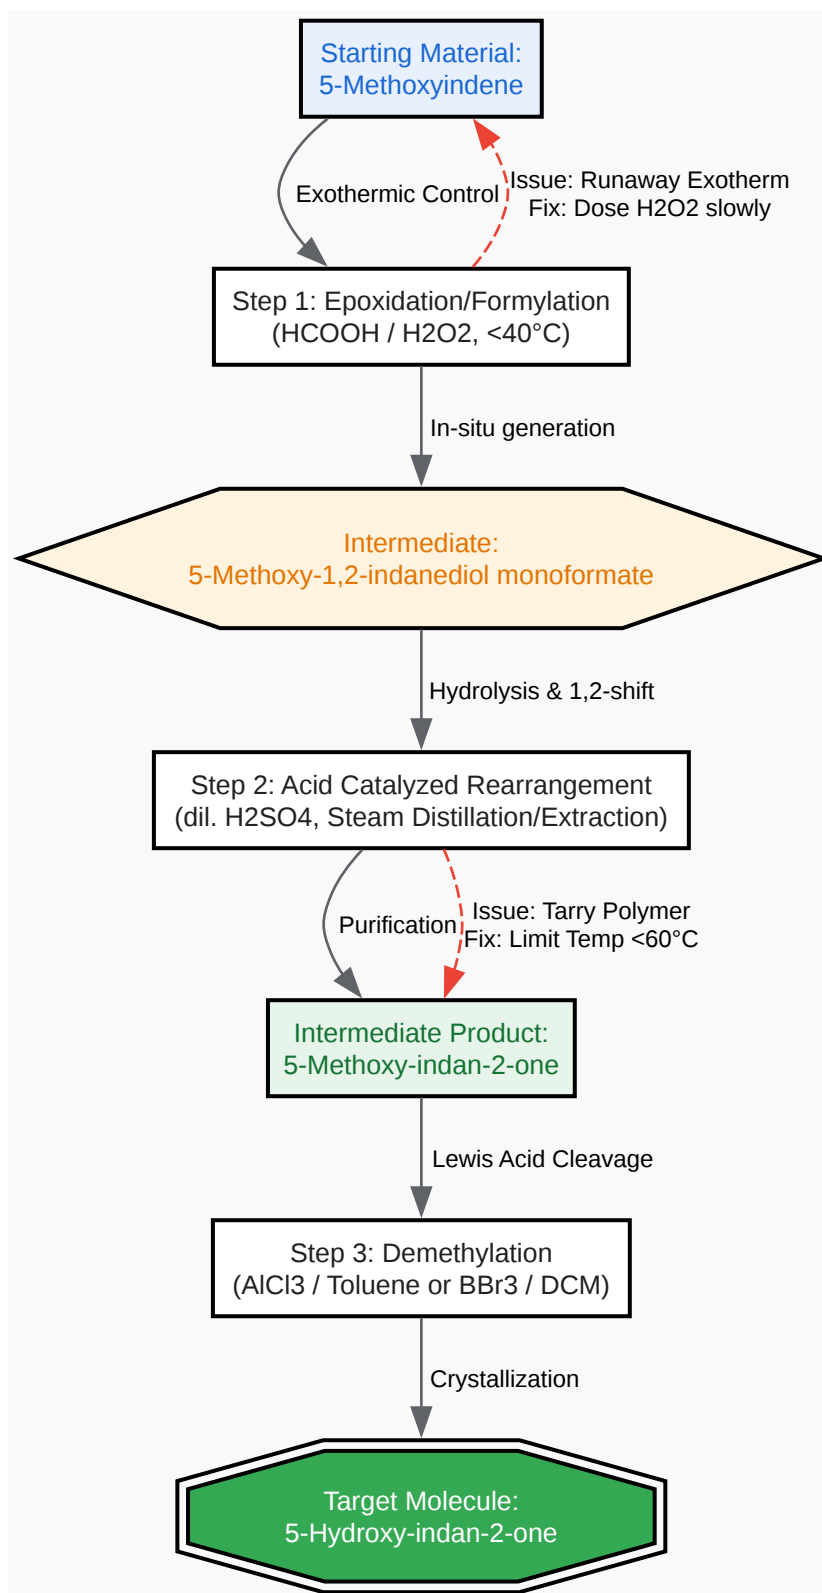 Starting Material:
5-Methoxyindene
Exothermic Control
Issue: Runaway Exotherm
Fix: Dose H2O2 slowly
Step 1: Epoxidation/Formylation
(HCOOH / H2O2, <40°C)
In-situ generation
Intermediate:
5-Methoxy-1,2-indanediol monoformate
Hydrolysis & 1,2-shift
Step 2: Acid Catalyzed Rearrangement
(dil. H2SO4, Steam Distillation/Extraction)
Purification
Issue: Tarry Polymer
Fix: Limit Temp <60°C
Intermediate Product:
5-Methoxy-indan-2-one
Lewis Acid Cleavage
Step 3: Demethylation
(AlCl3 / Toluene or BBr3 / DCM)
Crystallization
Target Molecule:
5-Hydroxy-indan-2-one